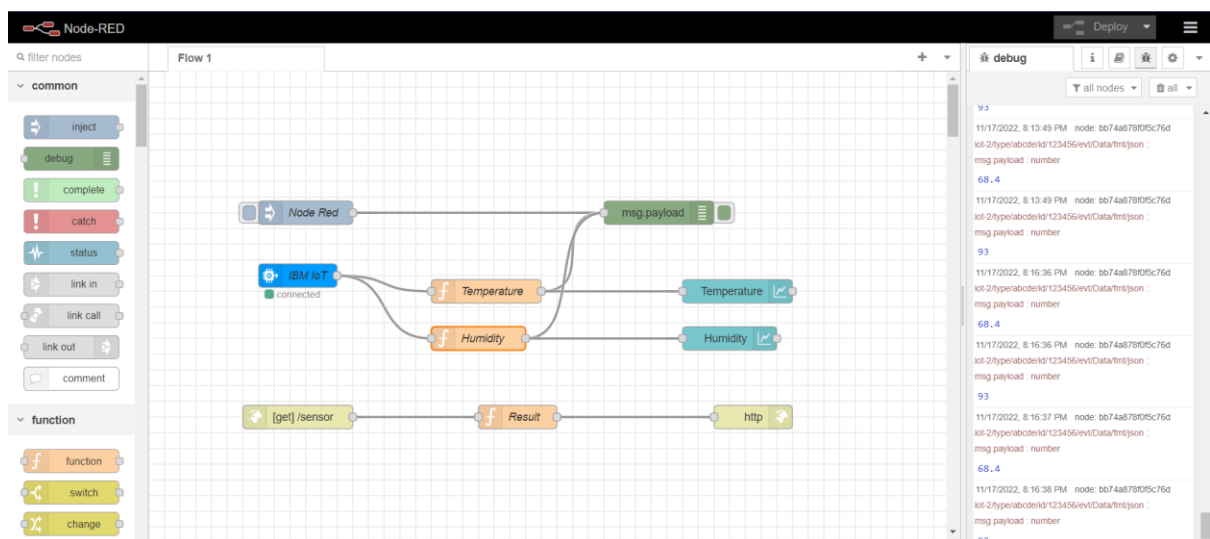 Node-RED
Deploy
filter nodes
Flow 1
debug
i
all nodes
all
common
inject
debug
complete
catch
status
link in
link call
link out
comment
function
function
switch
change
Node Red
msg.payload
IBM IoT
connected
Temperature
Temperature
Humidity
Humidity
[get] /sensor
Result
http
93
11/17/2022, 8:13:49 PM node: bb74a878f0f5c76d
iot-2/type/abcde/id/123456/evt/Data/fmt/json :
msg.payload : number
68.4
11/17/2022, 8:13:49 PM node: bb74a878f0f5c76d
iot-2/type/abcde/id/123456/evt/Data/fmt/json :
msg.payload : number
93
11/17/2022, 8:16:36 PM node: bb74a878f0f5c76d
iot-2/type/abcde/id/123456/evt/Data/fmt/json :
msg.payload : number
68.4
11/17/2022, 8:16:36 PM node: bb74a878f0f5c76d
iot-2/type/abcde/id/123456/evt/Data/fmt/json :
msg.payload : number
93
11/17/2022, 8:16:37 PM node: bb74a878f0f5c76d
iot-2/type/abcde/id/123456/evt/Data/fmt/json :
msg.payload : number
68.4
11/17/2022, 8:16:38 PM node: bb74a878f0f5c76d
iot-2/type/abcde/id/123456/evt/Data/fmt/json :
msg.payload : number